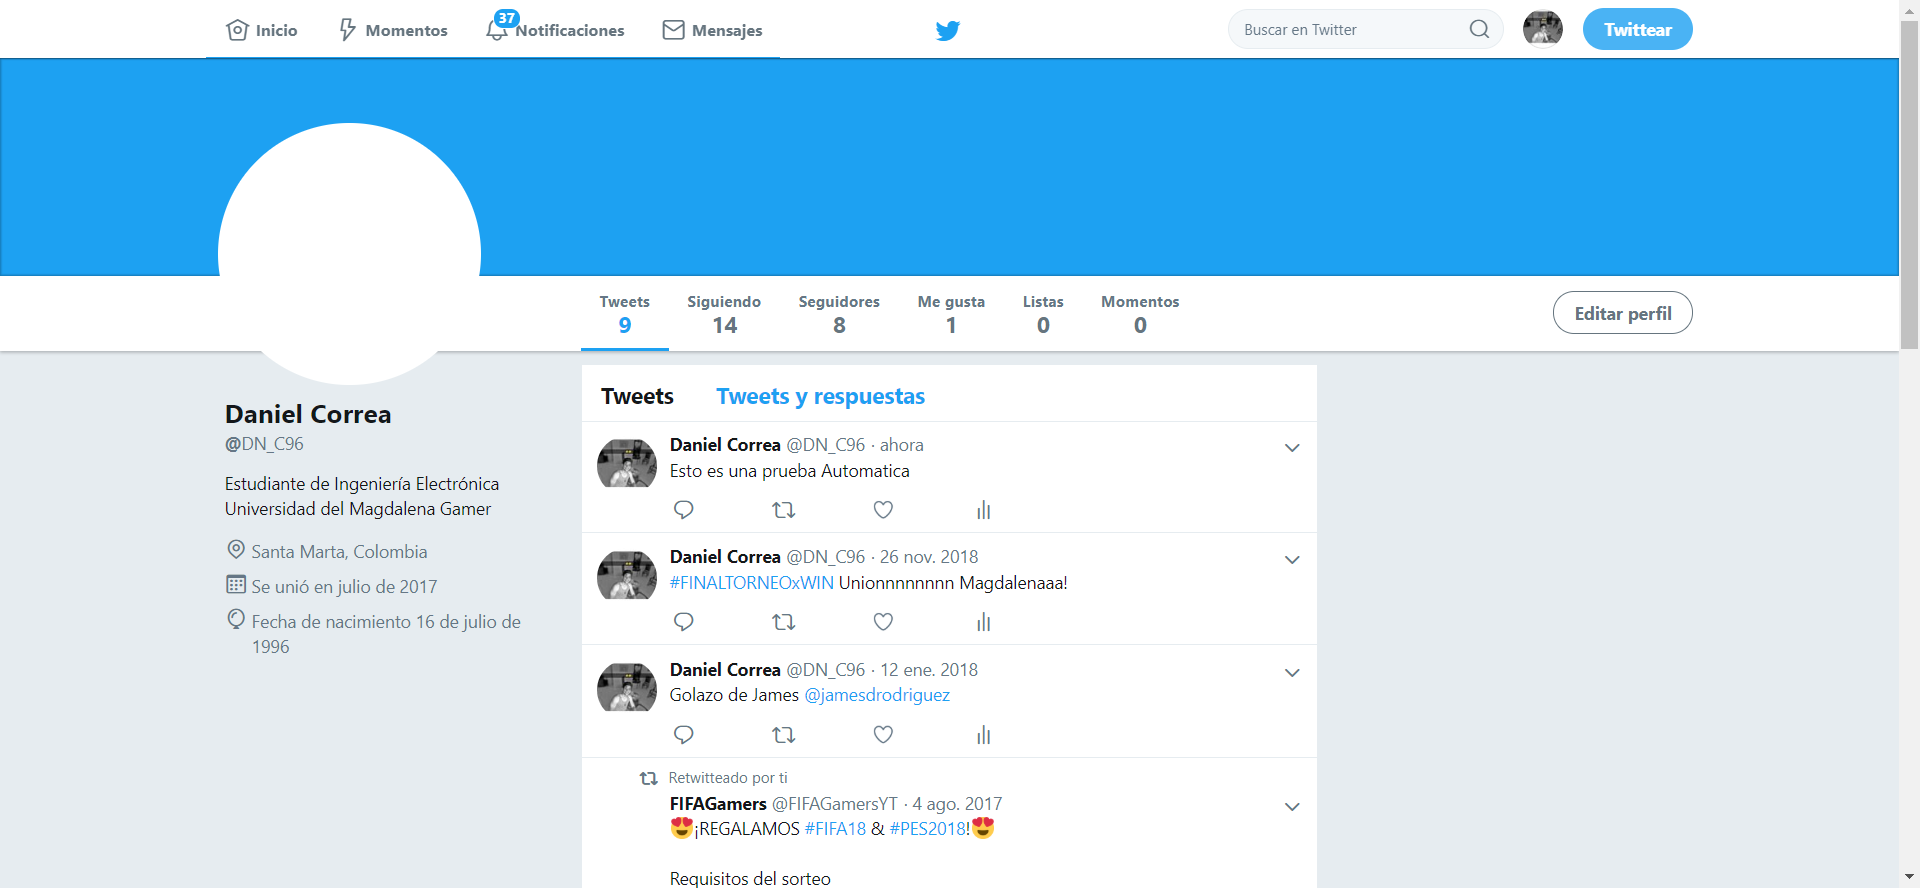 Inicio
Momentos
37
Notificaciones
Mensajes
Buscar en Twitter
Twittear
Tweets
9
Siguiendo
14
Seguidores
8
Me gusta
1
Listas
0
Momentos
0
Editar perfil
Daniel Correa
@DN_C96
Estudiante de Ingeniería Electrónica
Universidad del Magdalena Gamer
Santa Marta, Colombia
Se unió en julio de 2017
Fecha de nacimiento 16 de julio de
1996
Tweets
Tweets y respuestas
Daniel Correa @DN_C96 · ahora
Esto es una prueba Automatica
Daniel Correa @DN_C96 · 26 nov. 2018
#FINALTORNEOxWIN Unionnnnnnnn Magdalenaaa!
Daniel Correa @DN_C96 · 12 ene. 2018
Golazo de James @jamesdrodriguez
Retwitteado por ti
FIFAGamers @FIFAGamersYT · 4 ago. 2017
😍¡REGALAMOS #FIFA18 & #PES2018!😍
Requisitos del sorteo